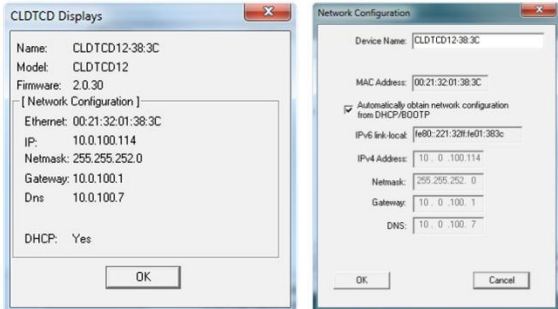 CLDTCD Displays
Name: CLDTCD12-38:3C
Model: CLDTCD12
Firmware: 2.0.30
[ Network Configuration ]
Ethernet: 00:21:32:01:38:3C
IP: 10.0.100.114
Netmask: 255.255.252.0
Gateway: 10.0.100.1
Dns 10.0.100.7
DHCP: Yes
OK
Network Configuration
Device Name: CLDTCD12-38:3C
MAC Address: 00:21:32:01:38:3C
Automatically obtain network configuration
from DHCP/BOOTP
IPv6 link-local: fe80::221:32ff:fe01:383c
IPv4 Address: 10 . 0 .100.114
Netmask: 255.255.252. 0
Gateway: 10 . 0 .100. 1
DNS: 10 . 0 .100. 7
OK Cancel